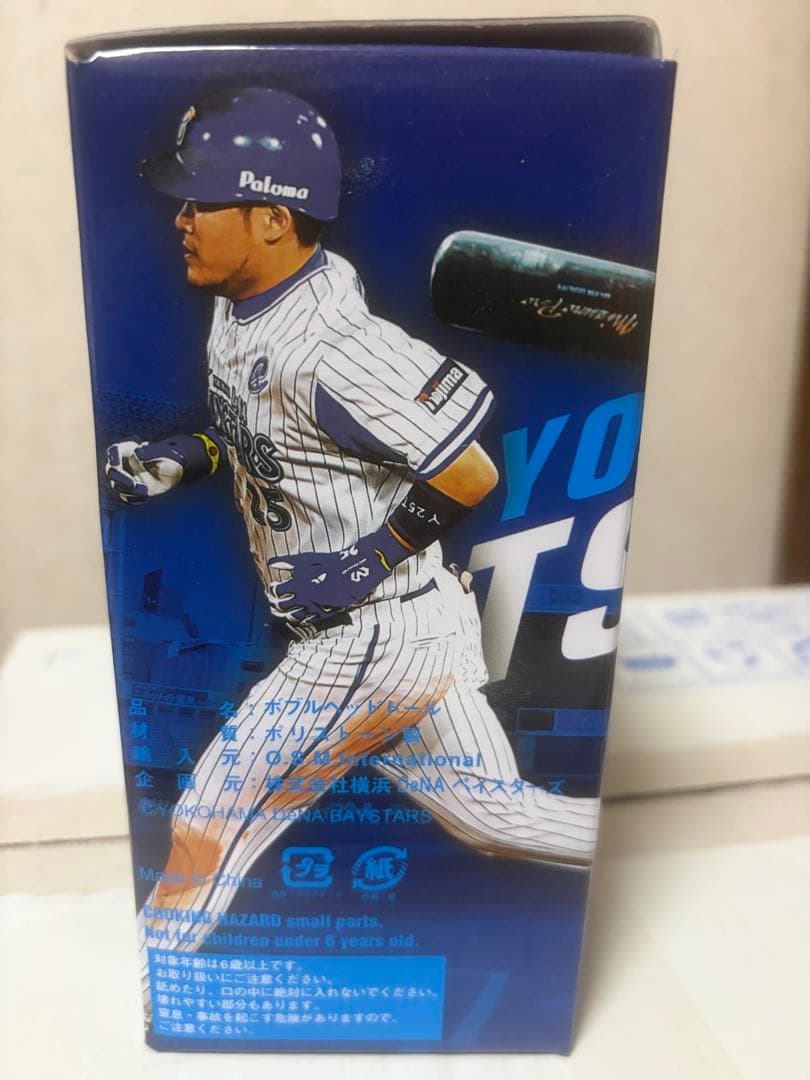 Paloma
Mizuno Pro
nojima
25
YO
TS
品 名:ボブルヘッドドール
材 質:ポリストーン製
輸 入 元:O.S.M.International
企 画 元:株式会社横浜DeNA ベイスターズ
©YOKOHAMA DeNA BAYSTARS
Made in China
プラ
紙
CHOKING HAZARD small parts.
Not for children under 6 years old.
対象年齢は6歳以上です。
お取り扱いにご注意ください。
舐めたり、口の中に絶対に入れないでください。
壊れやすい部分もあります。
窒息・事故を起こす危険がありますので、
ご注意ください。